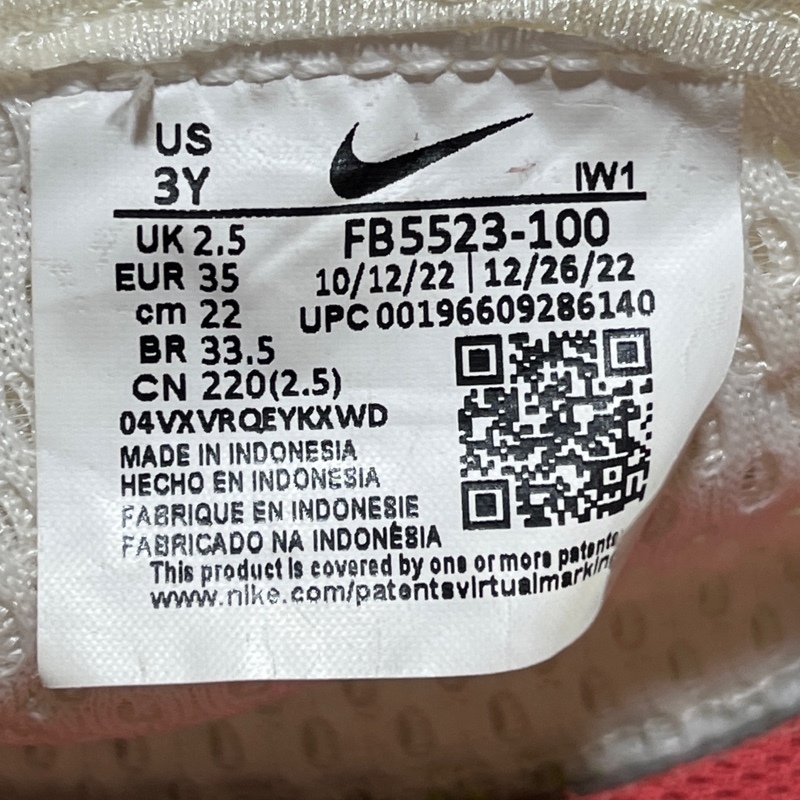 US
3Y
IW1
UK 2.5
EUR 35
cm 22
BR 33.5
CN 220(2.5)
FB5523-100
10/12/22 | 12/26/22
UPC 00196609286140
04VXVRQEYKXWD
MADE IN INDONESIA
HECHO EN INDONESIA
FABRIQUE EN INDONESIE
FABRICADO NA INDONÉSIA
This product is covered by one or more patents
www.nike.com/patentsvirtualmarking